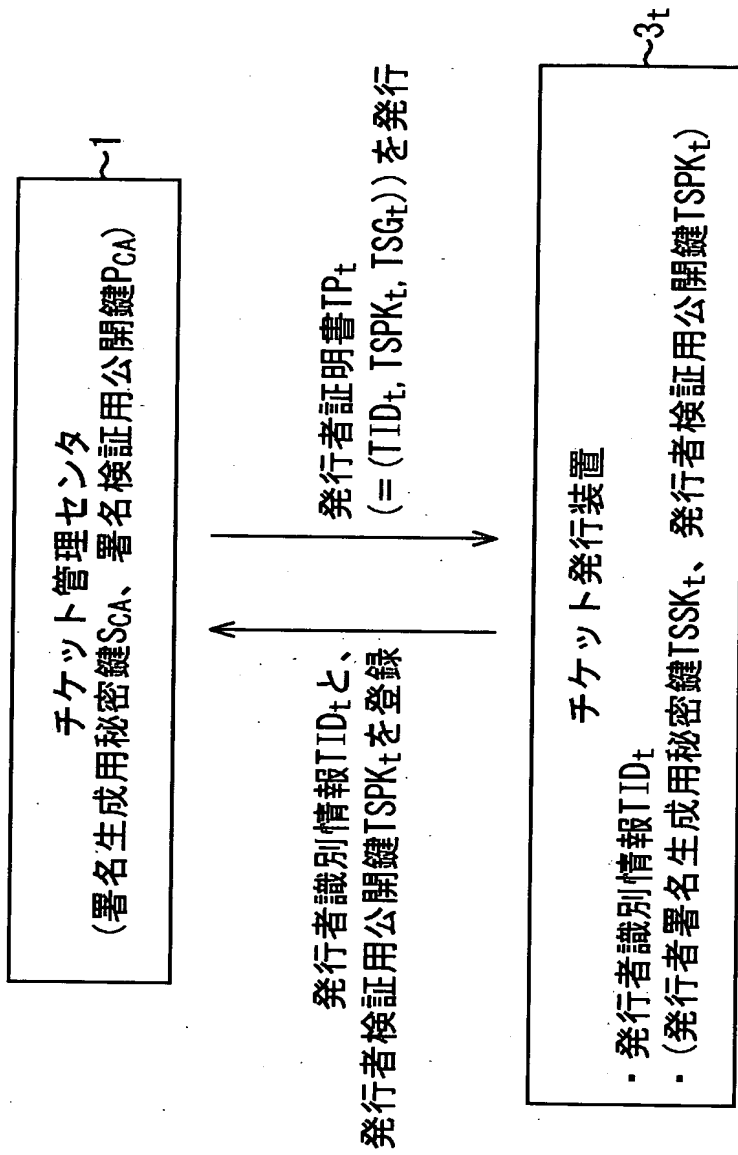 チケット管理センタ
(署名生成用秘密鍵SCA、署名検証用公開鍵PCA)
~1
発行者識別情報TIDtと、
発行者検証用公開鍵TSPKtを登録
発行者証明書TPt
(=(TIDt, TSPKt, TSGt))を発行
チケット発行装置
・発行者識別情報TIDt
・(発行者署名生成用秘密鍵TSSKt、発行者検証用公開鍵TSPKt)
~3t